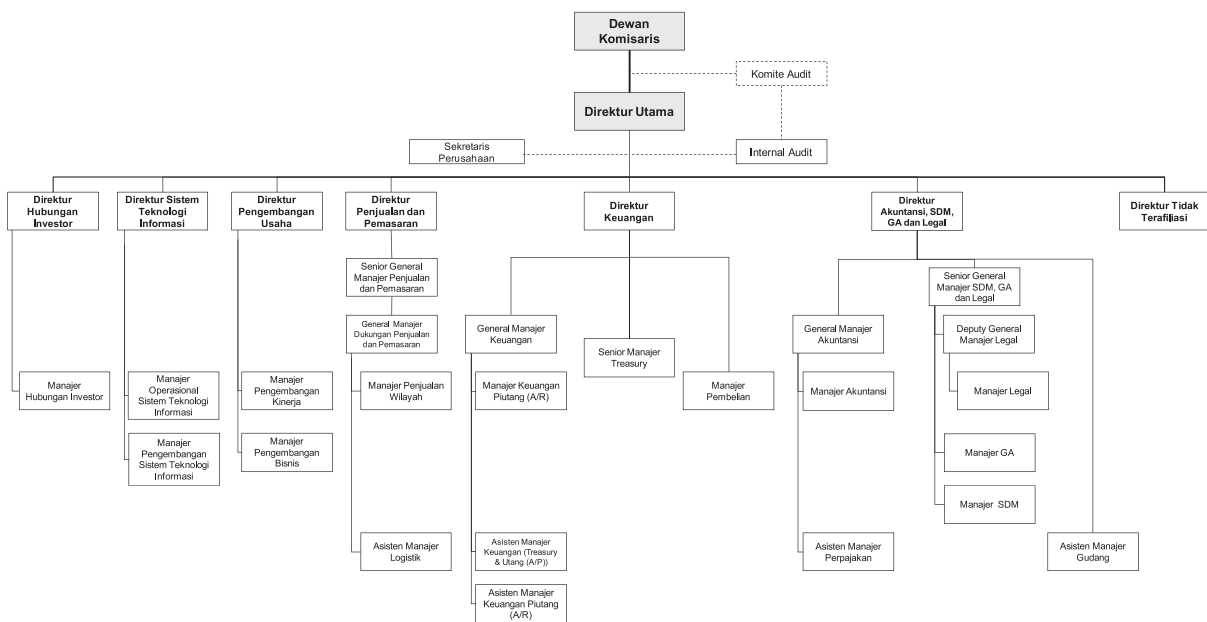 Dewan
Komisaris
Komite Audit
Direktur Utama
Sekretaris
Perusahaan
Internal Audit
Direktur
Hubungan
Investor
Direktur Sistem
Teknologi
Informasi
Direktur
Pengembangan
Usaha
Direktur
Penjualan dan
Pemasaran
Direktur
Keuangan
Direktur
Akuntansi, SDM,
GA dan Legal
Direktur Tidak
Terafiliasi
Senior General
Manajer Penjualan
dan Pemasaran
Senior General
Manajer SDM, GA
dan Legal
General Manajer
Dukungan Penjualan
dan Pemasaran
General Manajer
Keuangan
Senior Manajer
Treasury
General Manajer
Akuntansi
Deputy General
Manajer Legal
Manajer
Hubungan Investor
Manajer
Operasional
Sistem Teknologi
Informasi
Manajer
Pengembangan
Kinerja
Manajer Penjualan
Wilayah
Manajer Keuangan
Piutang (A/R)
Manajer
Pembelian
Manajer Akuntansi
Manajer Legal
Manajer
Pengembangan
Sistem Teknologi
Informasi
Manajer
Pengembangan
Bisnis
Manajer GA
Manajer SDM
Asisten Manajer
Logistik
Asisten Manajer
Keuangan (Treasury
& Utang (A/P))
Asisten Manajer
Perpajakan
Asisten Manajer
Gudang
Asisten Manajer
Keuangan Piutang
(A/R)